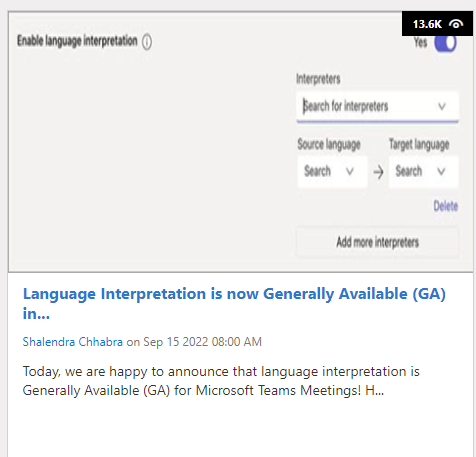 13.6K
Enable language interpretation
Yes
Interpreters
Search for interpreters
Source language Target language
Search → Search
Delete
Add more interpreters
Language Interpretation is now Generally Available (GA)
in...
Shalendra Chhabra on Sep 15 2022 08:00 AM
Today, we are happy to announce that language interpretation is
Generally Available (GA) for Microsoft Teams Meetings! H...